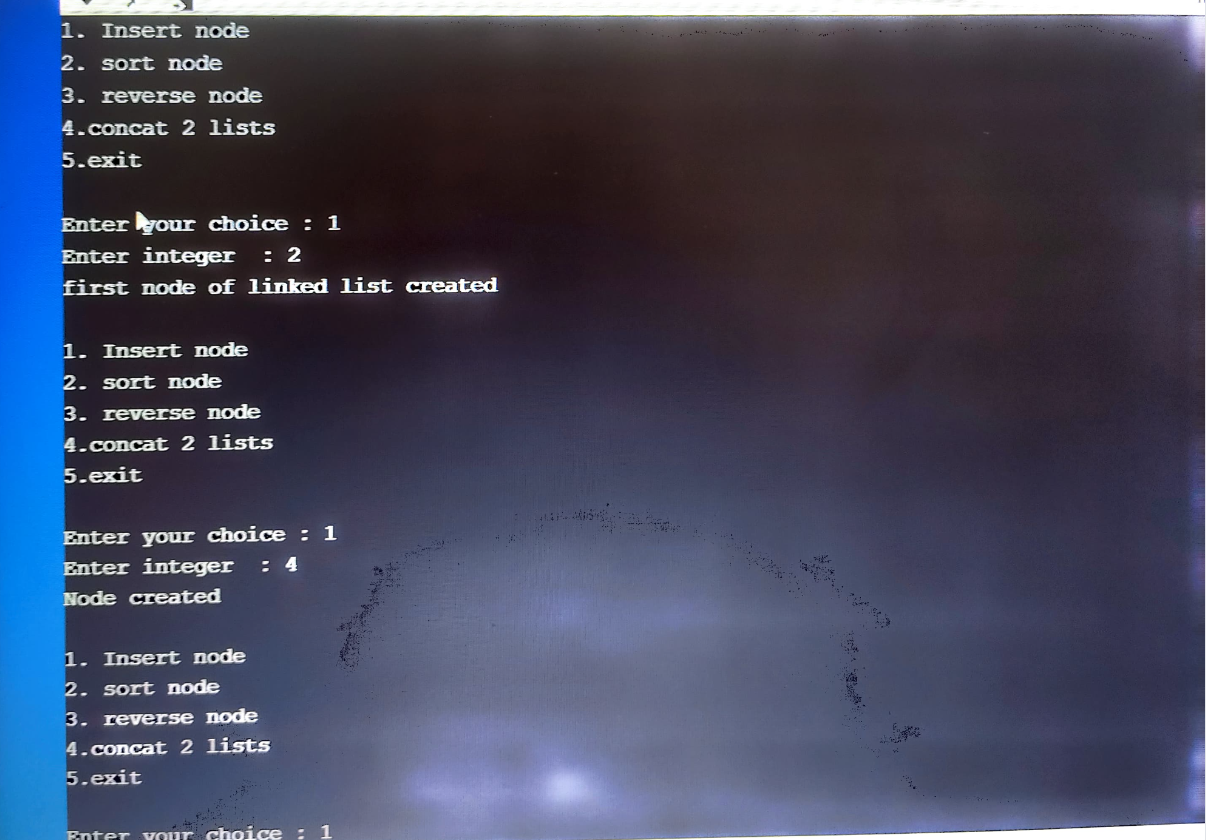 1. Insert node
2. sort node
3. reverse node
4.concat 2 lists
5.exit
Enter your choice : 1
Enter integer  : 2
first node of linked list created
1. Insert node
2. sort node
3. reverse node
4.concat 2 lists
5.exit
Enter your choice : 1
Enter integer  : 4
Node created
1. Insert node
2. sort node
3. reverse node
4.concat 2 lists
5.exit
Enter your choice : 1